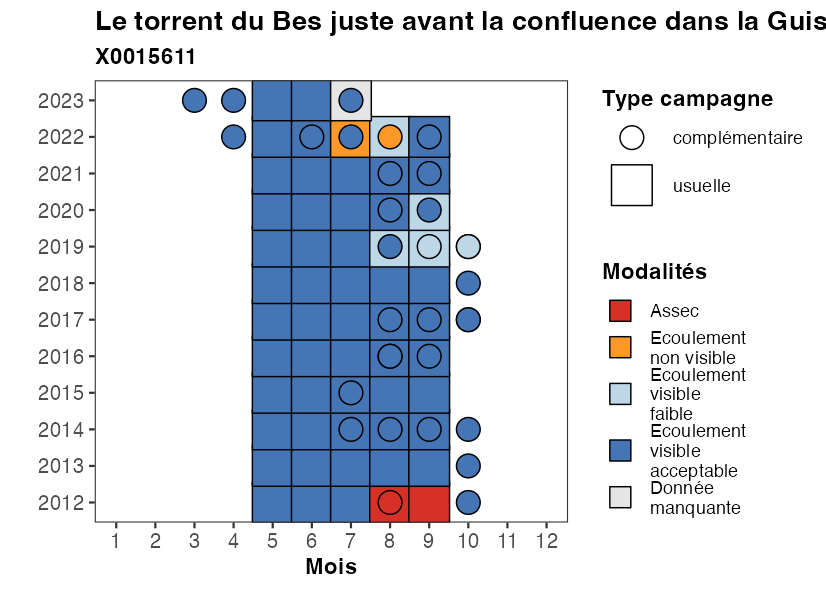 Le torrent du Bes juste avant la confluence dans la Guis
X0015611
2023
2022
2021
2020
2019
2018
2017
2016
2015
2014
2013
2012
1 2 3 4 5 6 7 8 9 10 11 12
Mois
Type campagne
complémentaire
usuelle
Modalités
Assec
Ecoulement
non visible
Ecoulement
visible
faible
Ecoulement
visible
acceptable
Donnée
manquante